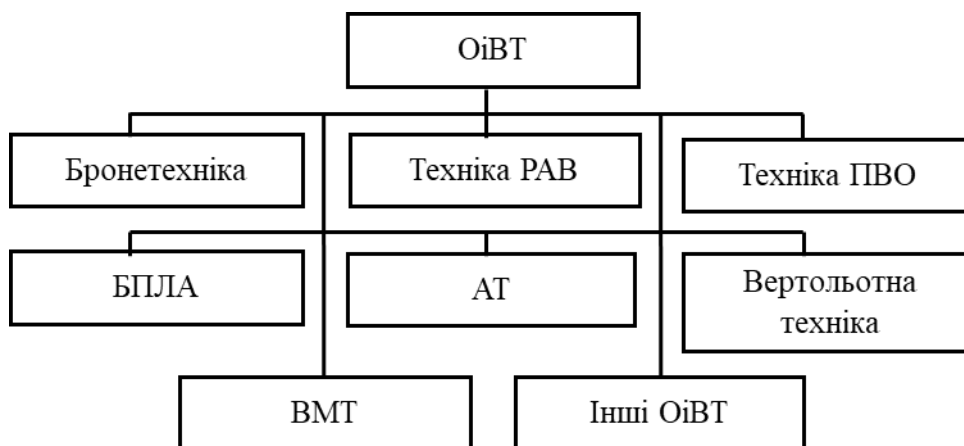 ОіВТ
Бронетехніка
Техніка РАВ
Техніка ПВО
БПЛА
АТ
Вертольотна
техніка
ВМТ
Інші ОіВТ